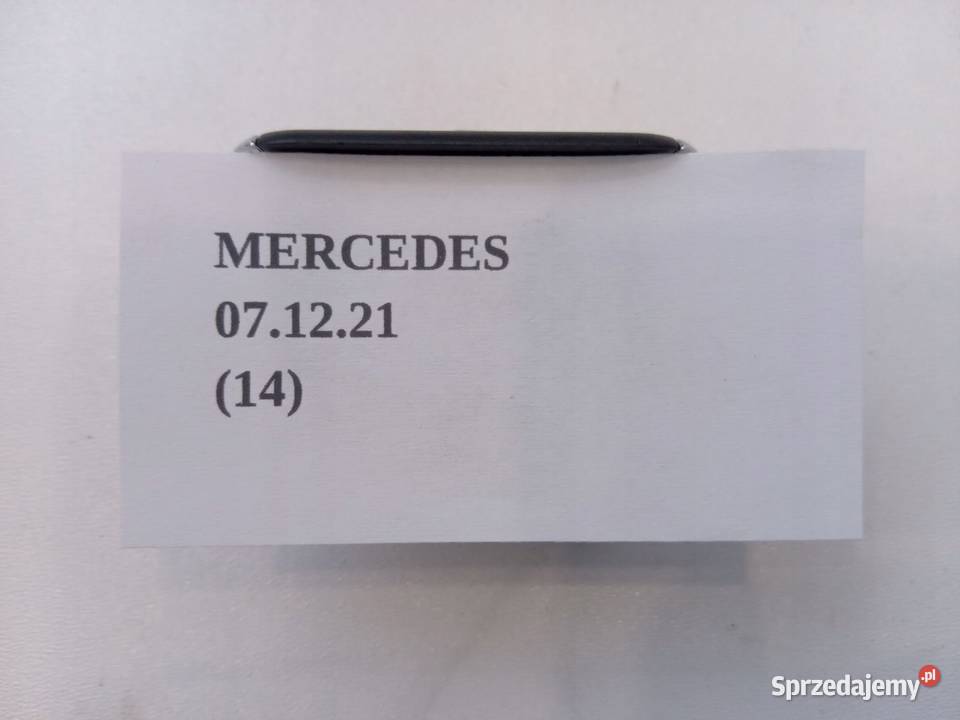 MERCEDES
07.12.21
(14)
Sprzedajemy.pl